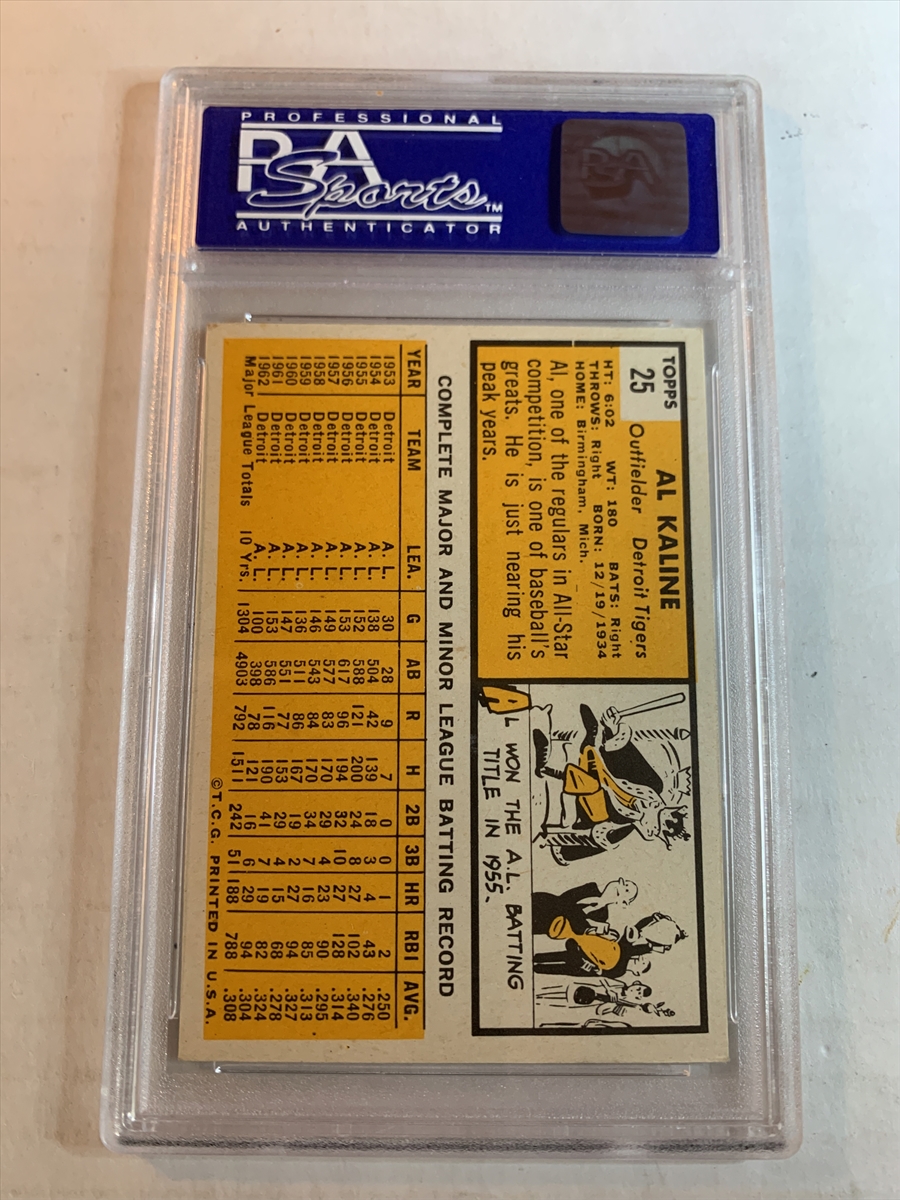 PROFESSIONAL
PSA
Sports™
AUTHENTICATOR
PSA
TOPPS
25
AL KALINE
Outfielder Detroit Tigers
HT: 6:02 WT: 180 BATS: Right
THROWS: Right BORN: 12/19/1934
HOME: Birmingham, Mich.
Al, one of the regulars in All-Star
competition, is one of baseball's
greats. He is just nearing his
peak years.
AL WON THE A.L. BATTING
TITLE IN 1955.
COMPLETE MAJOR AND MINOR LEAGUE BATTING RECORD
YEAR TEAM LEA. G AB R H 2B 3B HR RBI AVG.
1953 Detroit A. L. 30 28 9 7 0 0 1 2 .250
1954 Detroit A. L. 138 504 42 139 18 3 4 43 .276
1955 Detroit A. L. 152 588 121 200 24 8 27 102 .340
1956 Detroit A. L. 153 617 96 194 32 10 27 128 .314
1957 Detroit A. L. 149 577 83 170 29 4 23 90 .295
1958 Detroit A. L. 146 543 84 170 34 7 16 85 .313
1959 Detroit A. L. 136 511 86 167 19 2 27 94 .327
1960 Detroit A. L. 147 551 77 153 29 4 15 68 .278
1961 Detroit A. L. 153 586 116 190 41 7 19 82 .324
1962 Detroit A. L. 100 398 78 121 16 6 29 94 .304
Major League Totals 10 Yrs. 1304 4903 792 1511 242 51 188 788 .308
©T.C.G. PRINTED IN U.S.A.